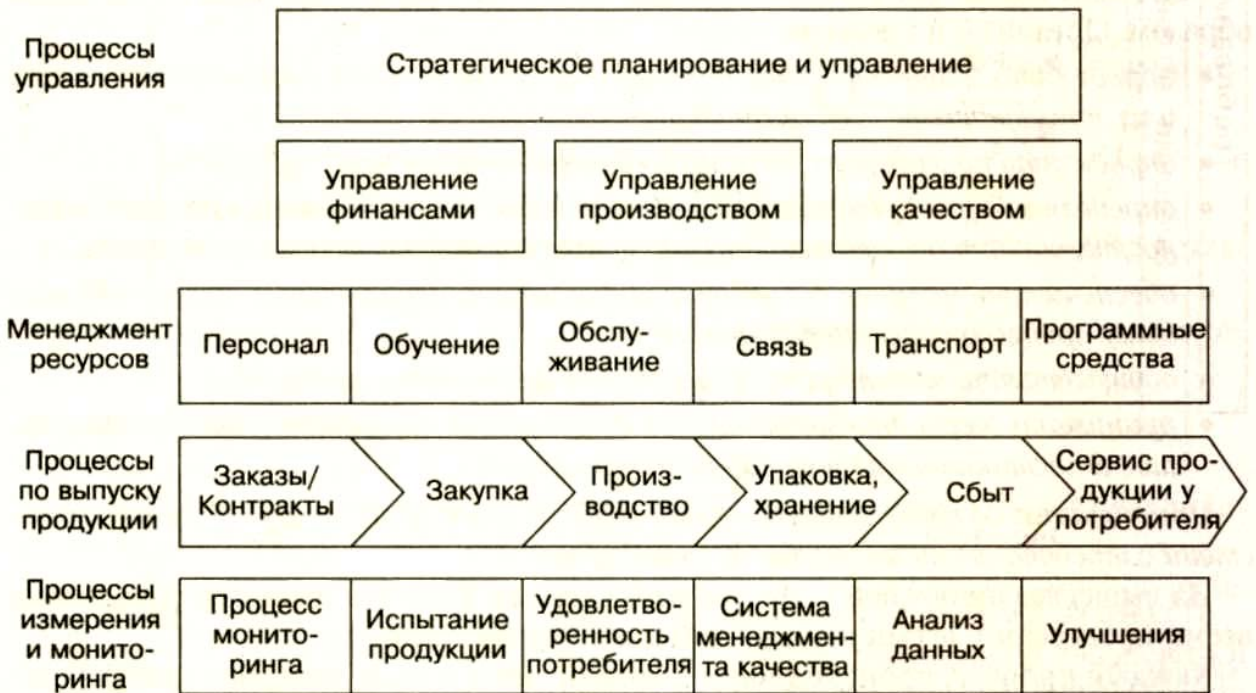 Процессы
управления
Стратегическое планирование и управление
Управление
финансами
Управление
производством
Управление
качеством
Менеджмент
ресурсов
Персонал
Обучение
Обслу-
живание
Связь
Транспорт
Программные
средства
Процессы
по выпуску
продукции
Заказы/
Контракты
Закупка
Произ-
водство
Упаковка,
хранение
Сбыт
Сервис про-
дукции у
потребителя
Процессы
измерения
и монито-
ринга
Процесс
монито-
ринга
Испытание
продукции
Удовлетво-
ренность
потребителя
Система
менеджмен-
та качества
Анализ
данных
Улучшения